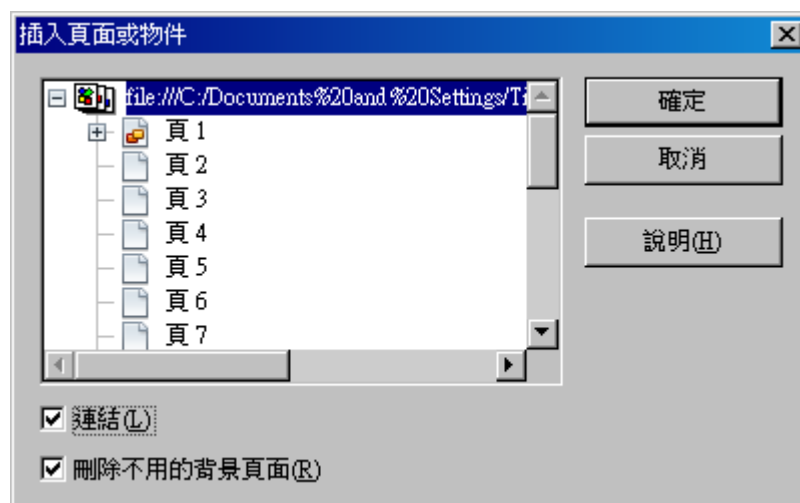 插入頁面或物件
file:///C:/Documents%20and%20Settings/Ti
頁 1
頁 2
頁 3
頁 4
頁 5
頁 6
頁 7
確定
取消
說明(H)
連結(L)
刪除不用的背景頁面(R)